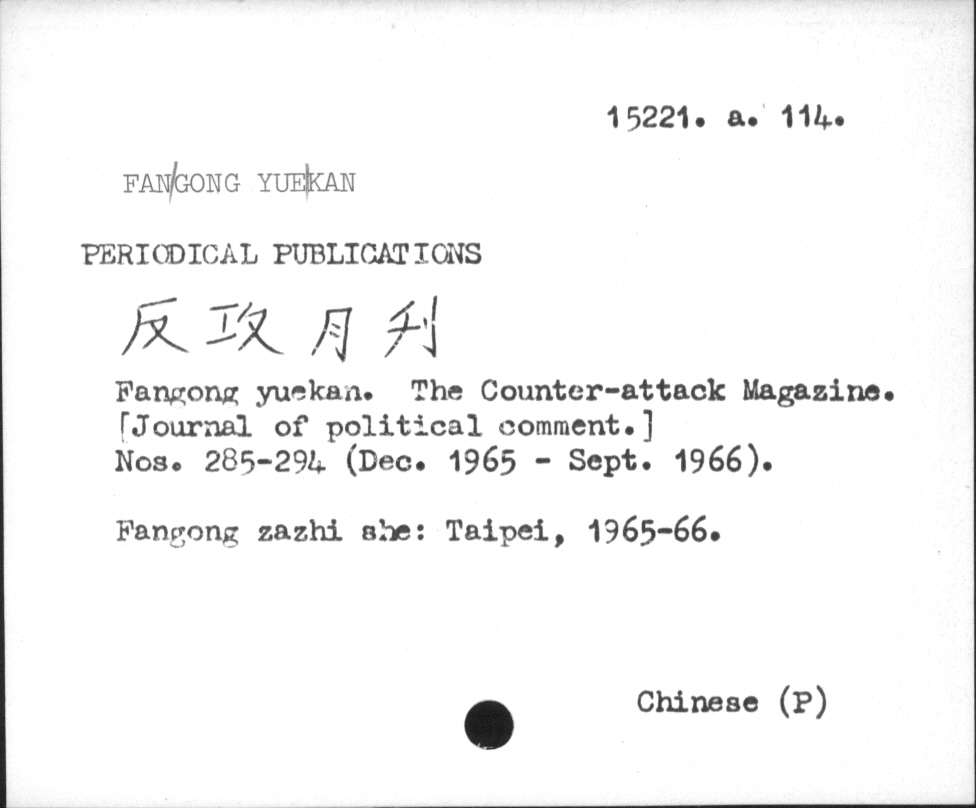 15221. a. 114.
FAN/GONG YUE/KAN
PERIODICAL PUBLICATIONS
反攻月刋
Fangong yuekan. The Counter-attack Magazine.
[Journal of political comment.]
Nos. 285-294 (Dec. 1965 - Sept. 1966).
Fangong zazhi she: Taipei, 1965-66.
Chinese (P)